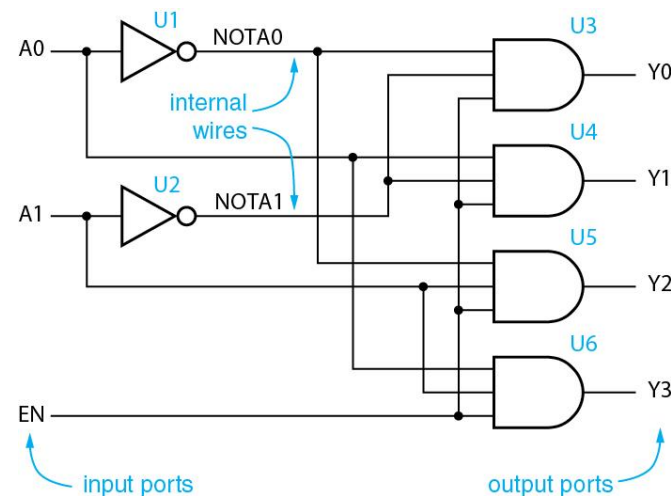 U1
U3
A0
NOTA0
Y0
internal
wires
U4
U2
Y1
A1
NOTA1
U5
Y2
U6
Y3
EN
input ports
output ports